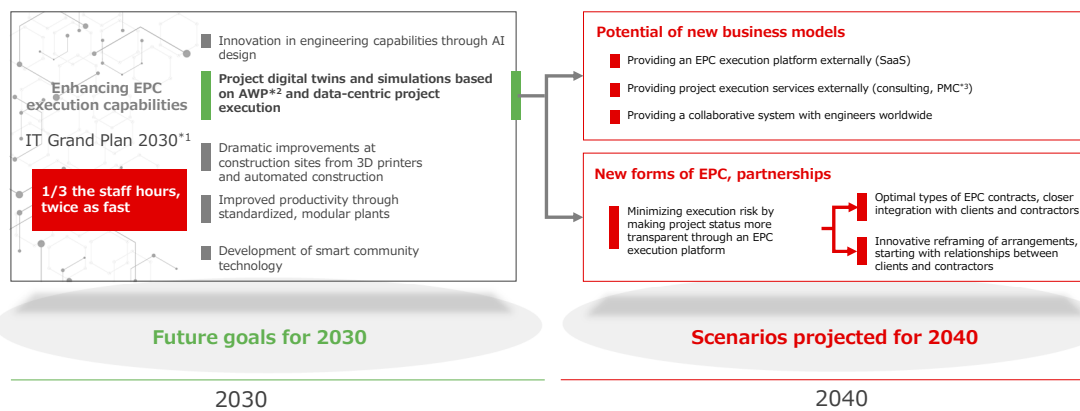 Enhancing EPC
execution capabilities
IT Grand Plan 2030*1
1/3 the staff hours,
twice as fast
Innovation in engineering capabilities through AI
design
Project digital twins and simulations based
on AWP*2 and data-centric project
execution
Dramatic improvements at
construction sites from 3D printers
and automated construction
Improved productivity through
standardized, modular plants
Development of smart community
technology
Potential of new business models
Providing an EPC execution platform externally (SaaS)
Providing project execution services externally (consulting, PMC*3)
Providing a collaborative system with engineers worldwide
New forms of EPC, partnerships
Minimizing execution risk by
making project status more
transparent through an EPC
execution platform
Optimal types of EPC contracts, closer
integration with clients and contractors
Innovative reframing of arrangements,
starting with relationships between
clients and contractors
Future goals for 2030
Scenarios projected for 2040
2030
2040